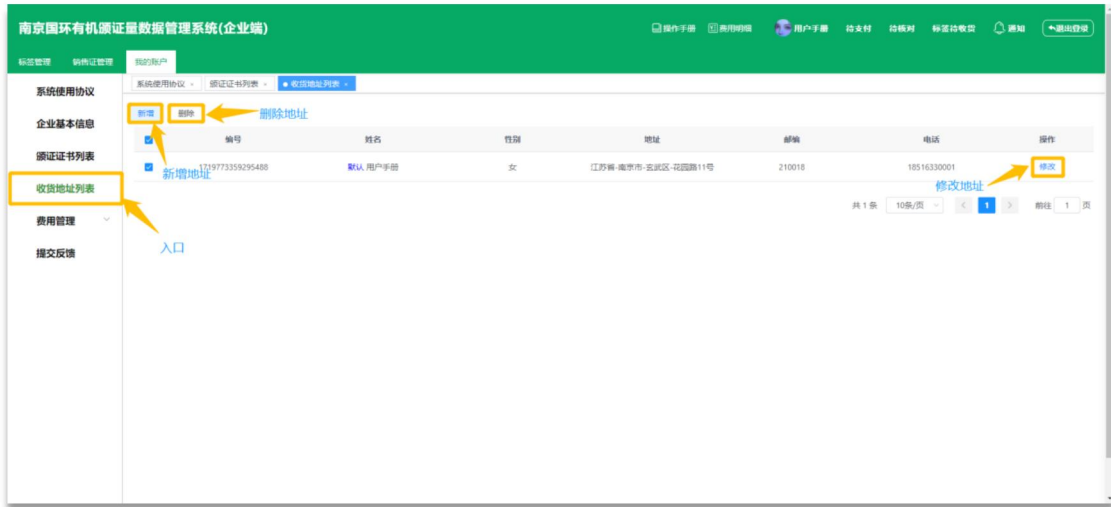 南京国环有机颂证量数据管理系统(企业端)
操作手册 费用明细 用户手册 待支付 待核对 标签待收货 通知 退出登录
标签管理 销售证管理 我的账户
系统使用协议 × 颂证证书列表 × 收货地址列表 ×
系统使用协议
企业基本信息
颂证证书列表
收货地址列表
费用管理
提交反馈
新增 删除 删除地址
编号 姓名 性别 地址 邮编 电话 操作
1719773359295488 默认 用户手册 女 江苏省-南京市-玄武区-花园路11号 210018 18516330001 修改
新增地址
修改地址
共 1 条 10条/页 < 1 > 前往 1 页
入口